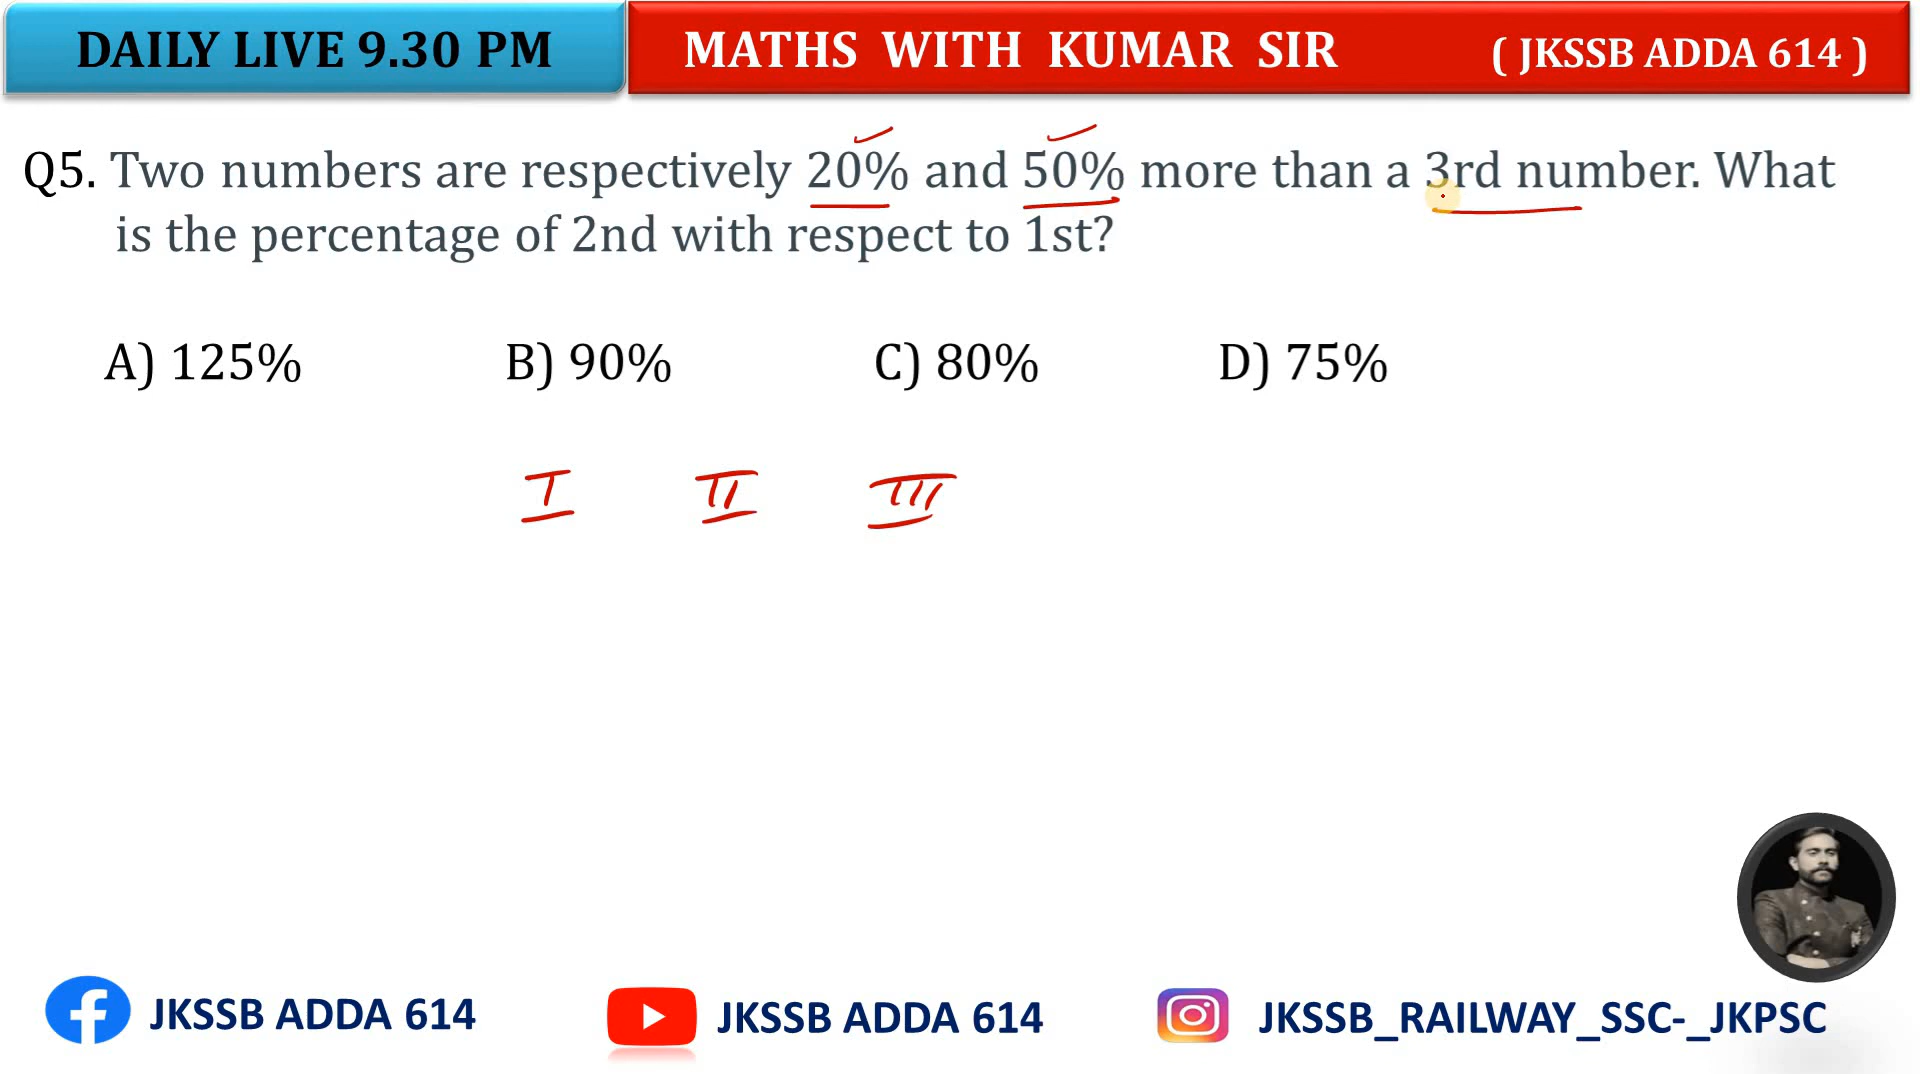 DAILY LIVE 9.30 PM
MATHS WITH KUMAR SIR ( JKSSB ADDA 614 )
Q5. Two numbers are respectively 20% and 50% more than a 3rd number. What
is the percentage of 2nd with respect to 1st?
A) 125% B) 90% C) 80% D) 75%
I II III
JKSSB ADDA 614 JKSSB ADDA 614 JKSSB_RAILWAY_SSC-_JKPSC